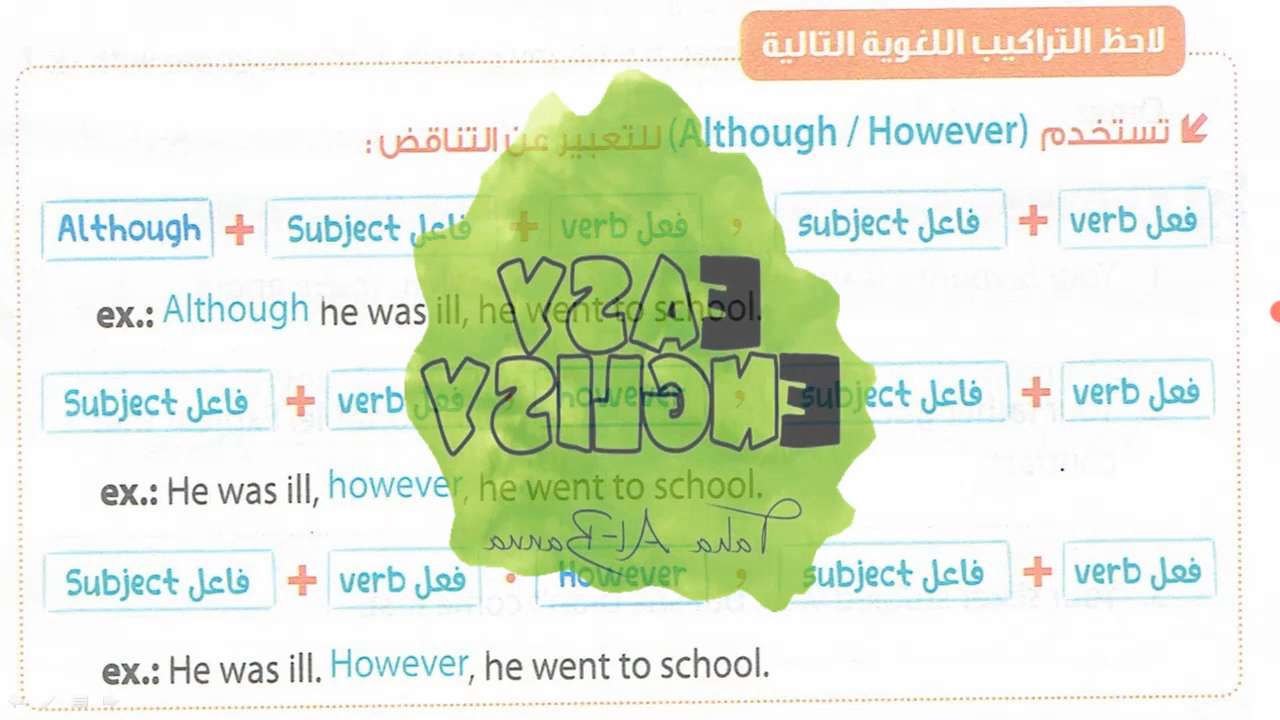 لاحظ التراكيب اللغوية التالية
تستخدم (Although / However) للتعبير عن التناقض :
Although + Subject فاعل + verb فعل , subject فاعل + verb فعل
ex.: Although he was ill, he went to school.
EASY
ENGLISH
Subject فاعل + verb فعل , however , subject فاعل + verb فعل
ex.: He was ill, however, he went to school.
Taha Al-Banna
Subject فاعل + verb فعل . However , subject فاعل + verb فعل
ex.: He was ill. However, he went to school.